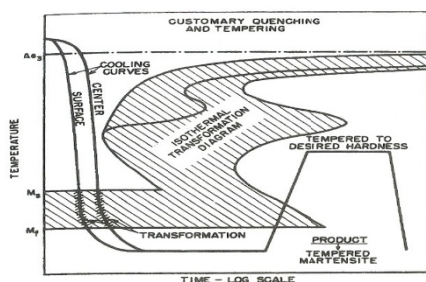 CUSTOMARY QUENCHING
AND TEMPERING
Ae₃
COOLING
CURVES
SURFACE
CENTER
ISOTHERMAL
TRANSFORMATION
DIAGRAM
TEMPERED TO
DESIRED HARDNESS
TEMPERATURE
Ms
Mf
TRANSFORMATION
PRODUCT
TEMPERED
MARTENSITE
TIME - LOG SCALE